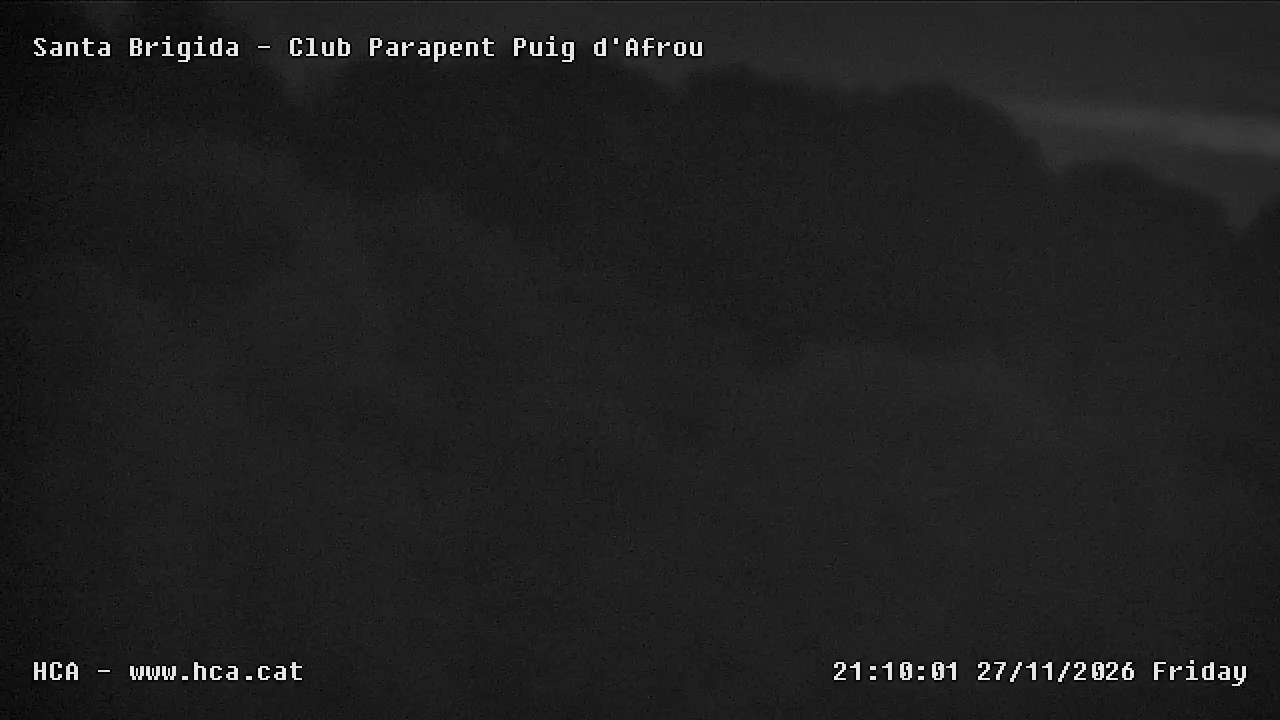 Santa Brigida - Club Parapent Puig d'Afrou
HCA - www.hca.cat
21:10:01 27/11/2026 Friday